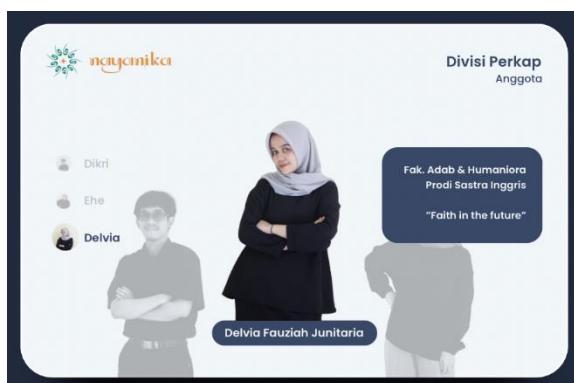 nayanika
Divisi Perkap
Anggota
Dikri
Ehe
Delvia
Fak. Adab & Humaniora
Prodi Sastra Inggris
"Faith in the future"
Delvia Fauziah Junitaria